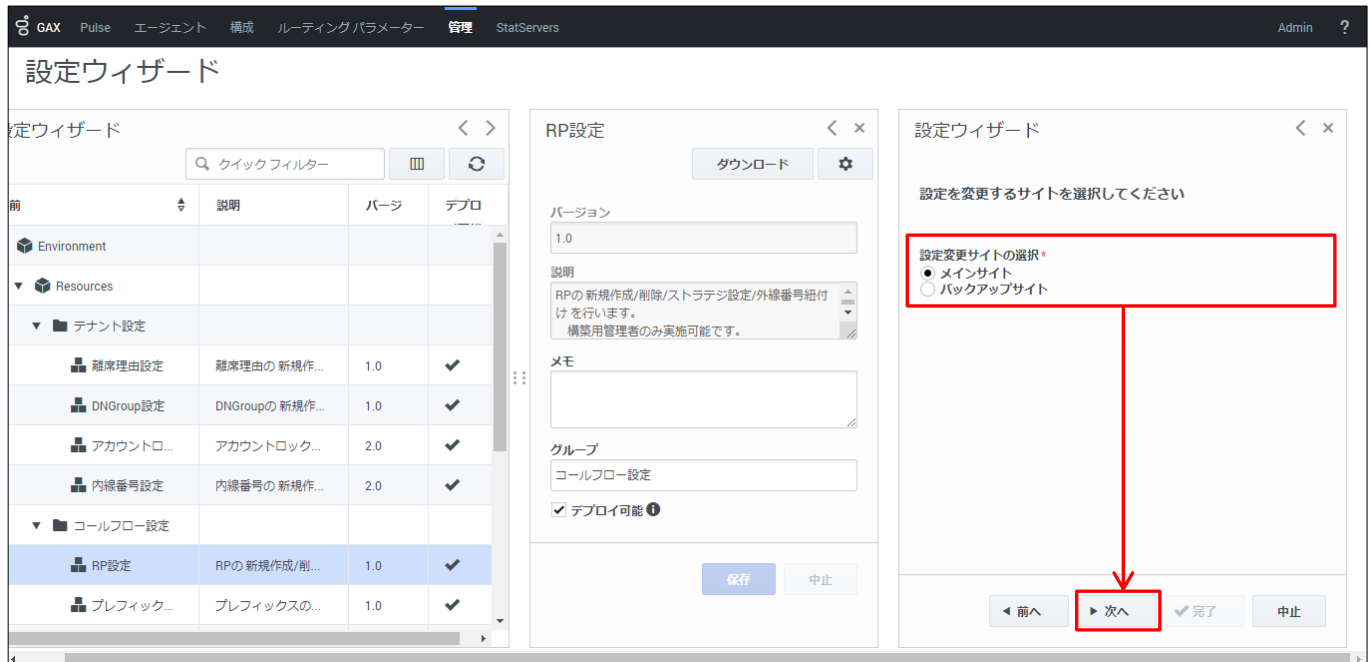 GAX Pulse エージェント 構成 ルーティング パラメーター 管理 StatServers Admin ?
設定ウィザード
定ウィザード
クイック フィルター
前 説明 バージ デプロ
Environment
Resources
テナント設定
離席理由設定 離席理由の 新規作... 1.0
DNGroup設定 DNGroupの 新規作... 1.0
アカウントロ... アカウントロック... 2.0
内線番号設定 内線番号の 新規作... 2.0
コールフロー設定
RP設定 RPの 新規作成/削... 1.0
プレフィック... プレフィックスの... 1.0
RP設定
ダウンロード
バージョン
1.0
説明
RPの 新規作成/削除/ストラテジ設定/外線番号紐付
け を行います。
構築用管理者のみ実施可能です。
メモ
グループ
コールフロー設定
デプロイ可能
保存 中止
設定ウィザード
設定を変更するサイトを選択してください
設定変更サイトの選択*
メインサイト
バックアップサイト
前へ 次へ 完了 中止